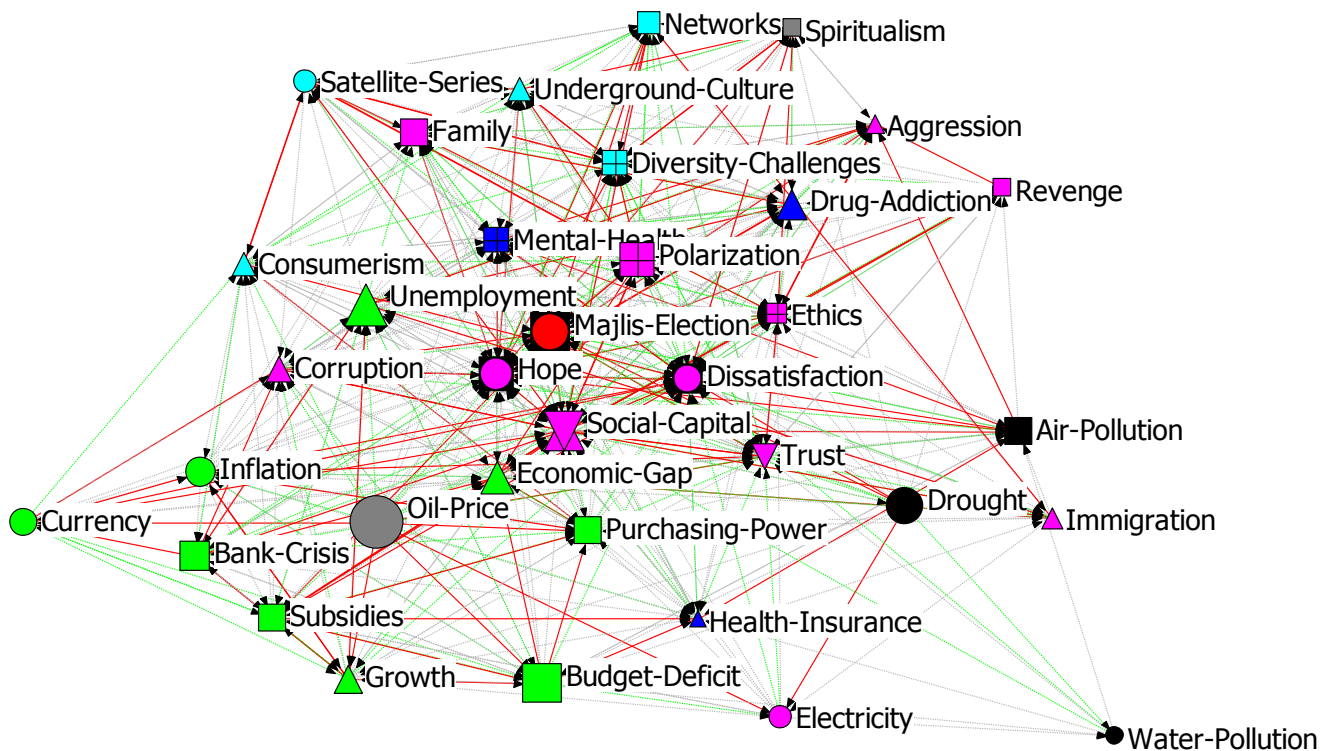 Networks
Spiritualism
Satellite-Series
Underground-Culture
Family
Aggression
Diversity-Challenges
Revenge
Drug-Addiction
Mental-Health
Polarization
Consumerism
Unemployment
Ethics
Majlis-Election
Corruption
Hope
Dissatisfaction
Social-Capital
Air-Pollution
Trust
Inflation
Economic-Gap
Drought
Oil-Price
Currency
Immigration
Purchasing-Power
Bank-Crisis
Subsidies
Health-Insurance
Growth
Budget-Deficit
Electricity
Water-Pollution